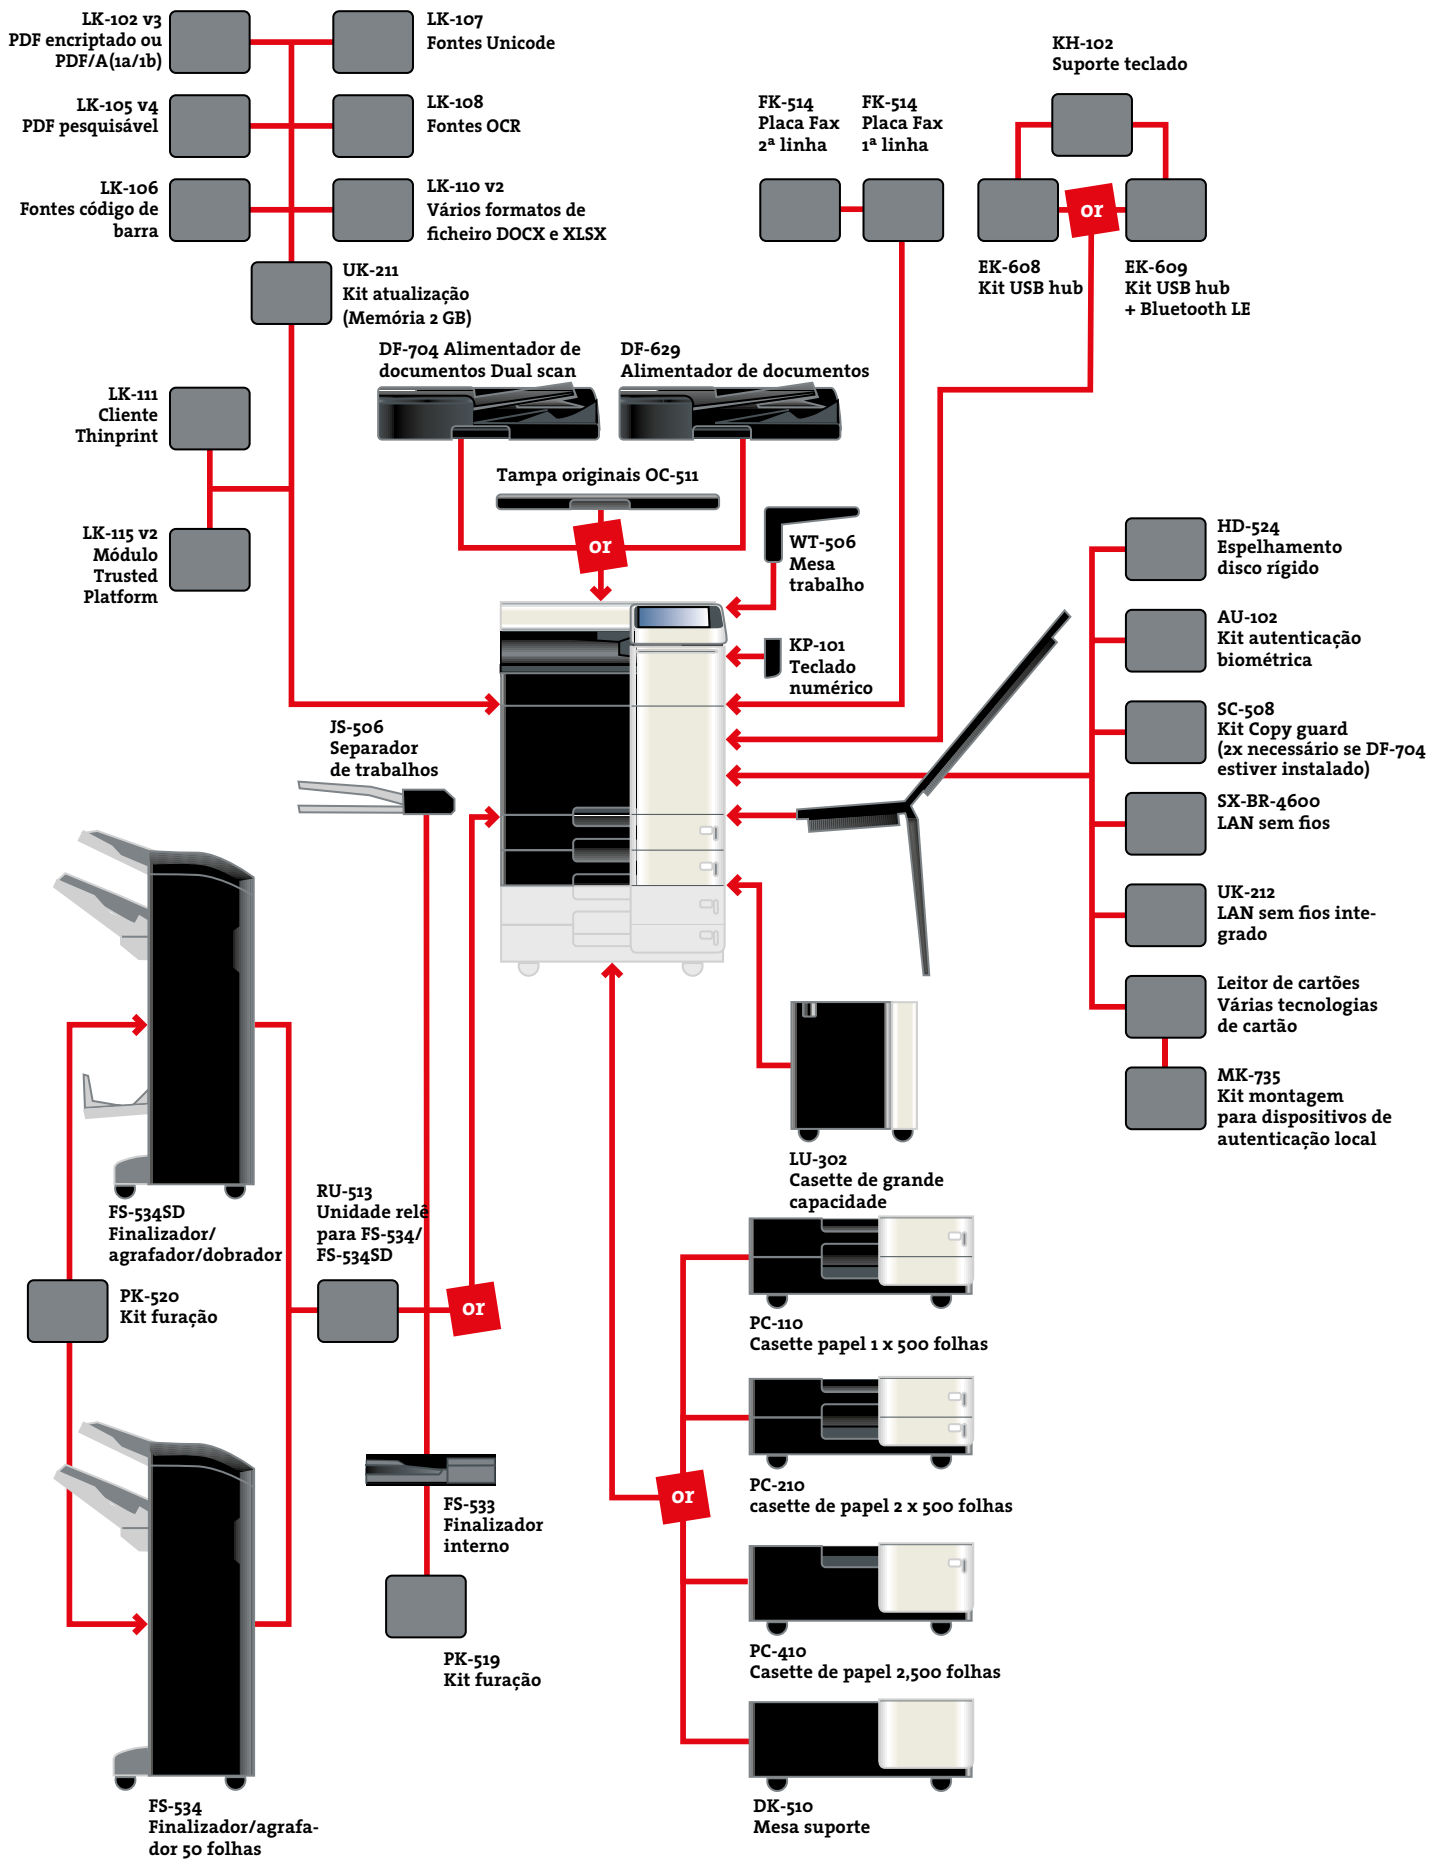 LK-102 v3
PDF encriptado ou
PDF/A(1a/1b)
LK-107
Fontes Unicode
LK-105 v4
PDF pesquisável
LK-108
Fontes OCR
LK-106
Fontes código de
barra
LK-110 v2
Vários formatos de
ficheiro DOCX e XLSX
UK-211
Kit atualização
(Memória 2 GB)
LK-111
Cliente
Thinprint
LK-115 v2
Módulo
Trusted
Platform
FK-514
Placa Fax
2ª linha
FK-514
Placa Fax
1ª linha
KH-102
Suporte teclado
or
EK-608
Kit USB hub
EK-609
Kit USB hub
+ Bluetooth LE
DF-704 Alimentador de
documentos Dual scan
DF-629
Alimentador de documentos
Tampa originais OC-511
or
WT-506
Mesa
trabalho
KP-101
Teclado
numérico
HD-524
Espelhamento
disco rígido
AU-102
Kit autenticação
biométrica
SC-508
Kit Copy guard
(2x necessário se DF-704
estiver instalado)
SX-BR-4600
LAN sem fios
UK-212
LAN sem fios inte-
grado
Leitor de cartões
Várias tecnologias
de cartão
MK-735
Kit montagem
para dispositivos de
autenticação local
JS-506
Separador
de trabalhos
FS-534SD
Finalizador/
agrafador/dobrador
RU-513
Unidade relê
para FS-534/
FS-534SD
PK-520
Kit furação
or
LU-302
Casette de grande
capacidade
PC-110
Casette papel 1 x 500 folhas
PC-210
casette de papel 2 x 500 folhas
or
FS-533
Finalizador
interno
PK-519
Kit furação
PC-410
Casette de papel 2,500 folhas
DK-510
Mesa suporte
FS-534
Finalizador/agrafa-
dor 50 folhas